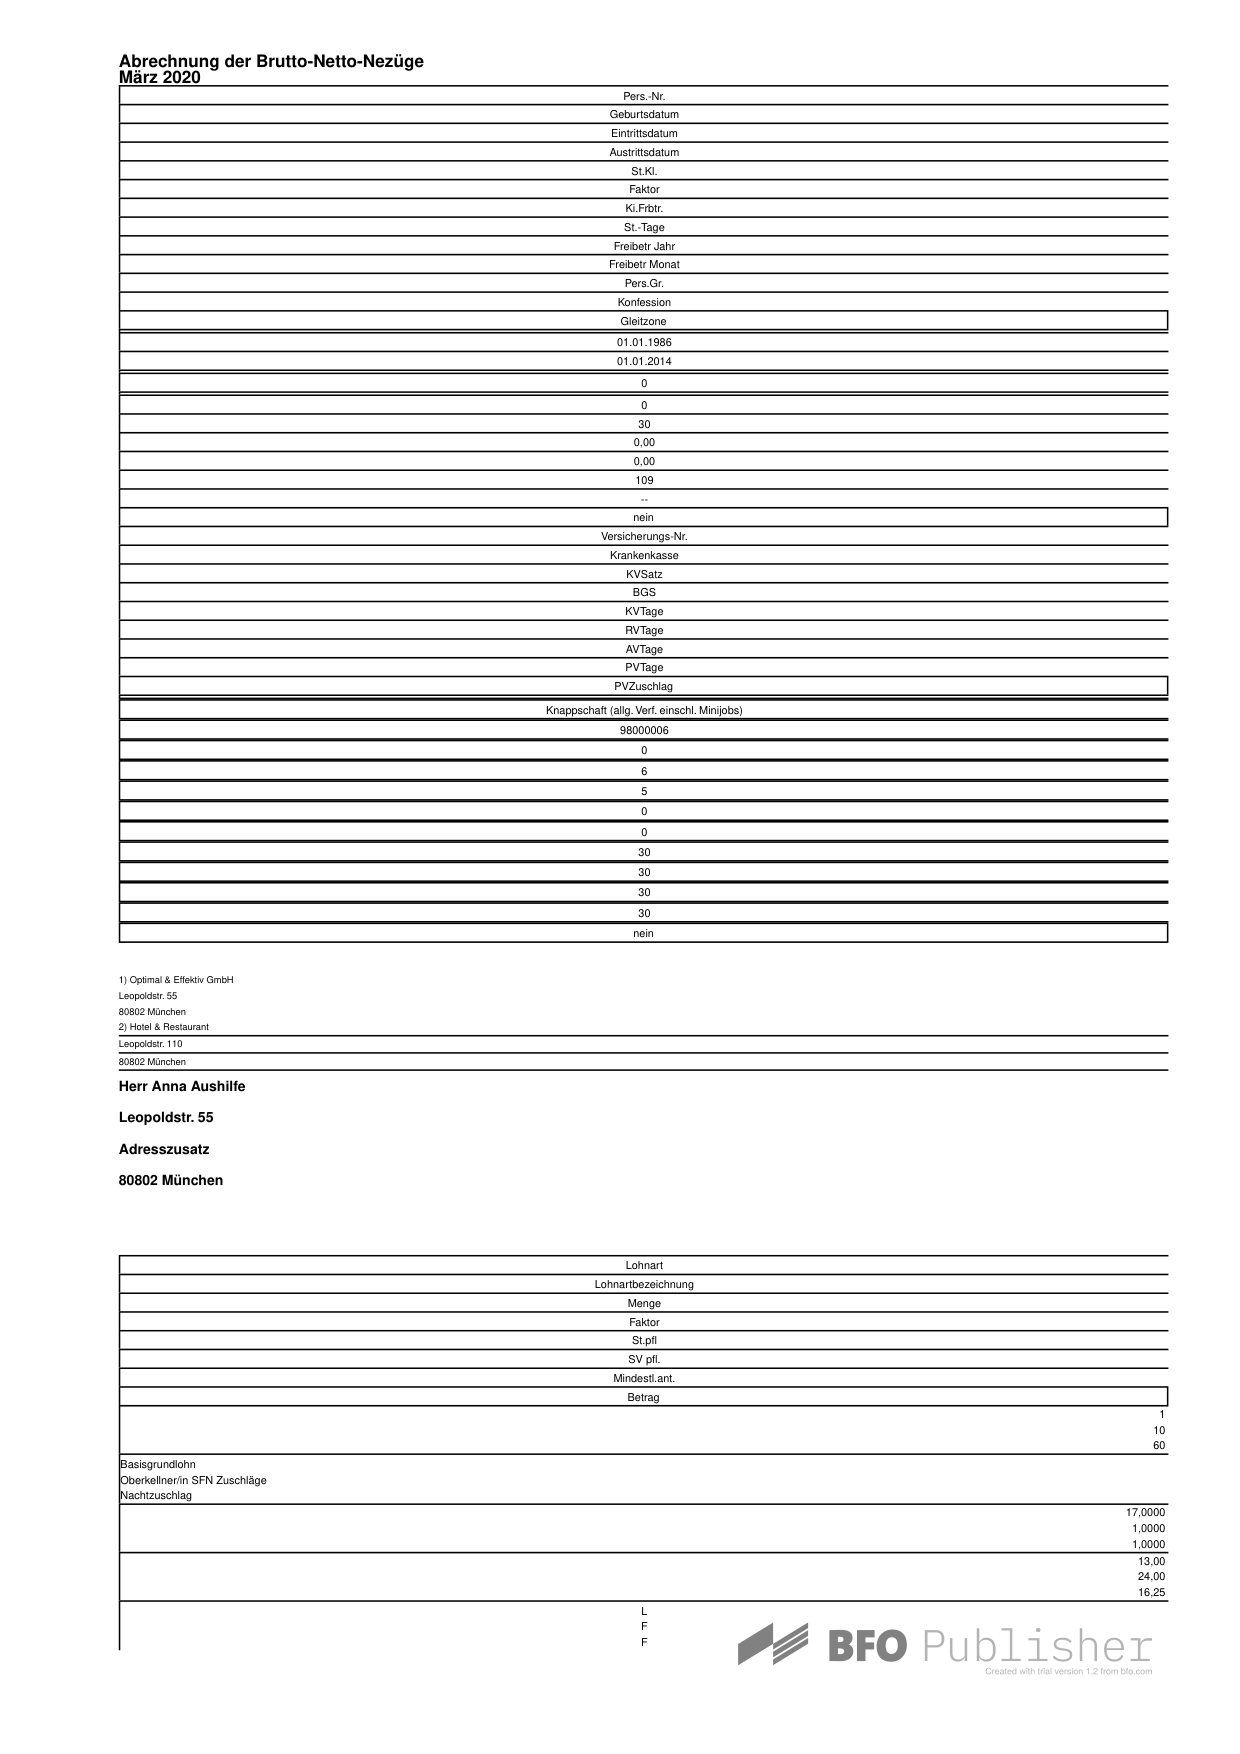 Abrechnung der Brutto-Netto-Nezüge
März 2020
Pers.-Nr.
Geburtsdatum
Eintrittsdatum
Austrittsdatum
St.Kl.
Faktor
Ki.Frbtr.
St.-Tage
Freibetr Jahr
Freibetr Monat
Pers.Gr.
Konfession
Gleitzone
01.01.1986
01.01.2014
0
0
30
0,00
0,00
109
--
nein
Versicherungs-Nr.
Krankenkasse
KVSatz
BGS
KVTage
RVTage
AVTage
PVTage
PVZuschlag
Knappschaft (allg. Verf. einschl. Minijobs)
98000006
0
6
5
0
0
30
30
30
30
nein
1) Optimal & Effektiv GmbH
Leopoldstr. 55
80802 München
2) Hotel & Restaurant
Leopoldstr. 110
80802 München
Herr Anna Aushilfe
Leopoldstr. 55
Adresszusatz
80802 München
Lohnart
Lohnartbezeichnung
Menge
Faktor
St.pfl
SV pfl.
Mindestl.ant.
Betrag
1
10
60
Basisgrundlohn
Oberkellner/in SFN Zuschläge
Nachtzuschlag
17,0000
1,0000
1,0000
13,00
24,00
16,25
L
F
F
BFO Publisher
Created with trial version 1.2 from bfo.com